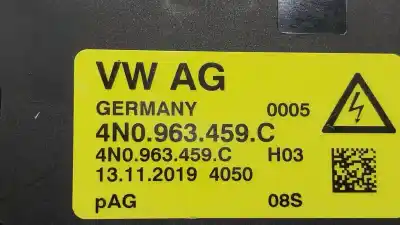 VW AG
GERMANY 0005
4N0.963.459.C
4N0.963.459.C H03
13.11.2019 4050
pAG 08S